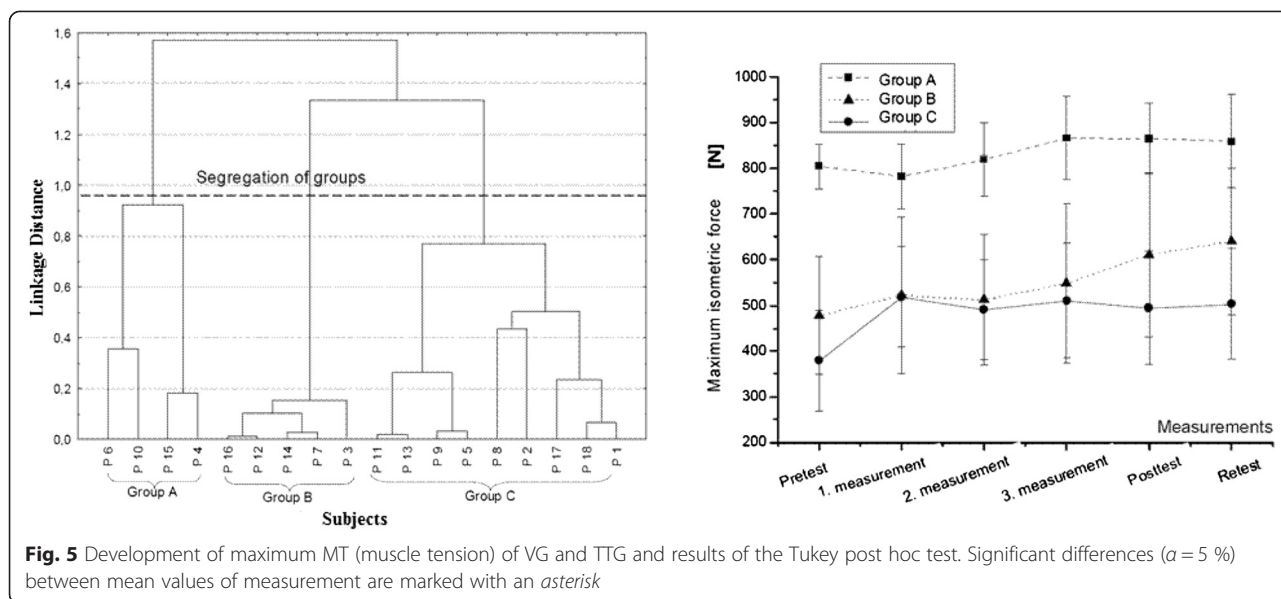 1,6
1,4
1,2
1,0
0,8
0,6
0,4
0,2
0,0
Linkage Distance
Segregation of groups
P 6
P 10
P 15
P 4
P 16
P 12
P 14
P 7
P 3
P 11
P 13
P 9
P 5
P 8
P 2
P 17
P 18
P 1
Group A
Group B
Group C
Subjects
Group A
Group B
Group C
1000
900
800
700
600
500
400
300
200
Maximum isometric force [N]
Measurements
Pretest
1. measurement
2. measurement
3. measurement
Posttest
Retest
Fig. 5 Development of maximum MT (muscle tension) of VG and TTG and results of the Tukey post hoc test. Significant differences (α = 5 %)
between mean values of measurement are marked with an asterisk